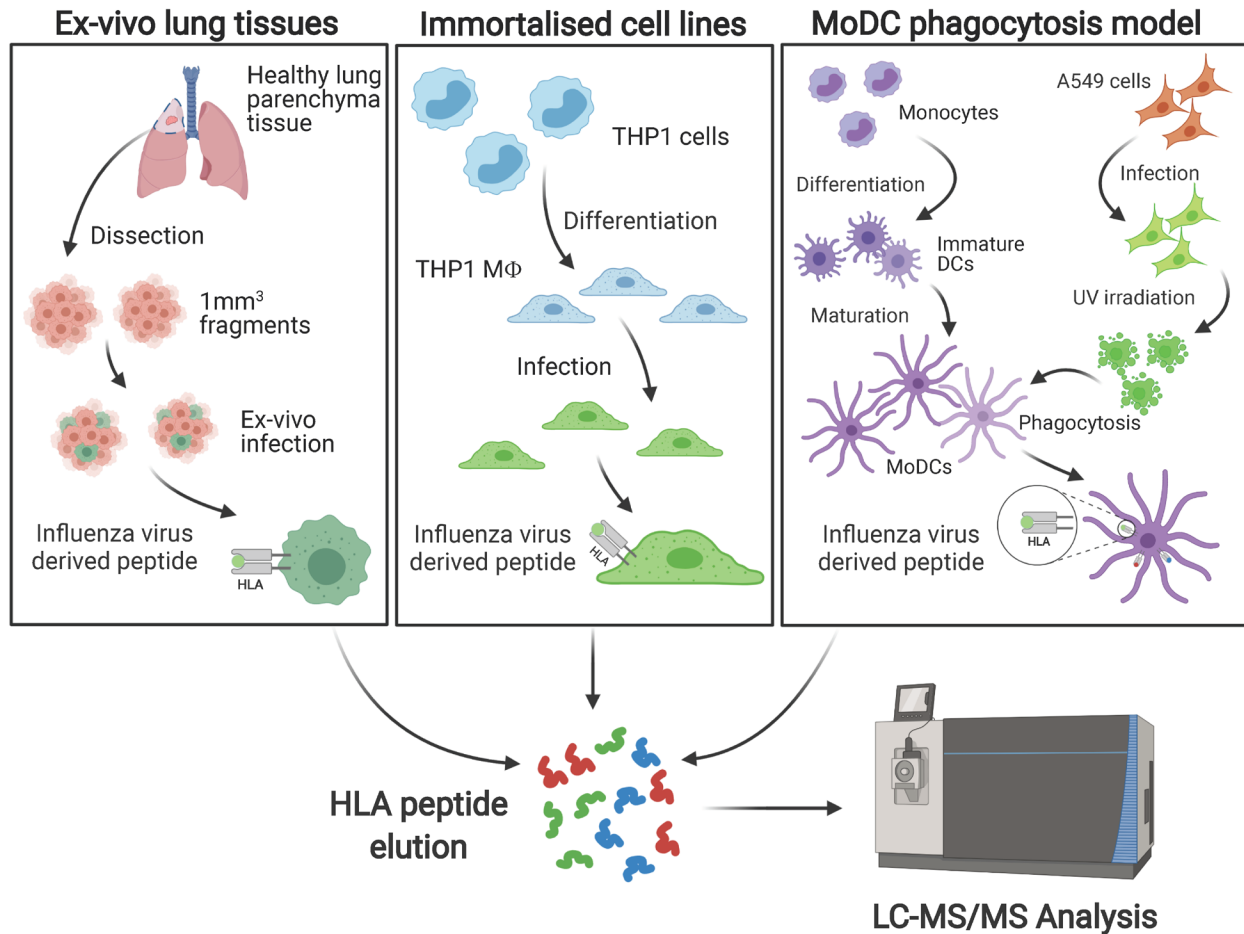 Ex-vivo lung tissues
Healthy lung
parenchyma
tissue
Dissection
1mm³
fragments
Ex-vivo
infection
Influenza virus
derived peptide
HLA
Immortalised cell lines
THP1 cells
Differentiation
THP1 MΦ
Infection
Influenza virus
derived peptide
HLA
MoDC phagocytosis model
Monocytes
A549 cells
Differentiation
Infection
Immature
DCs
UV irradiation
Maturation
Phagocytosis
MoDCs
Influenza virus
derived peptide
HLA
HLA peptide
elution
LC-MS/MS Analysis